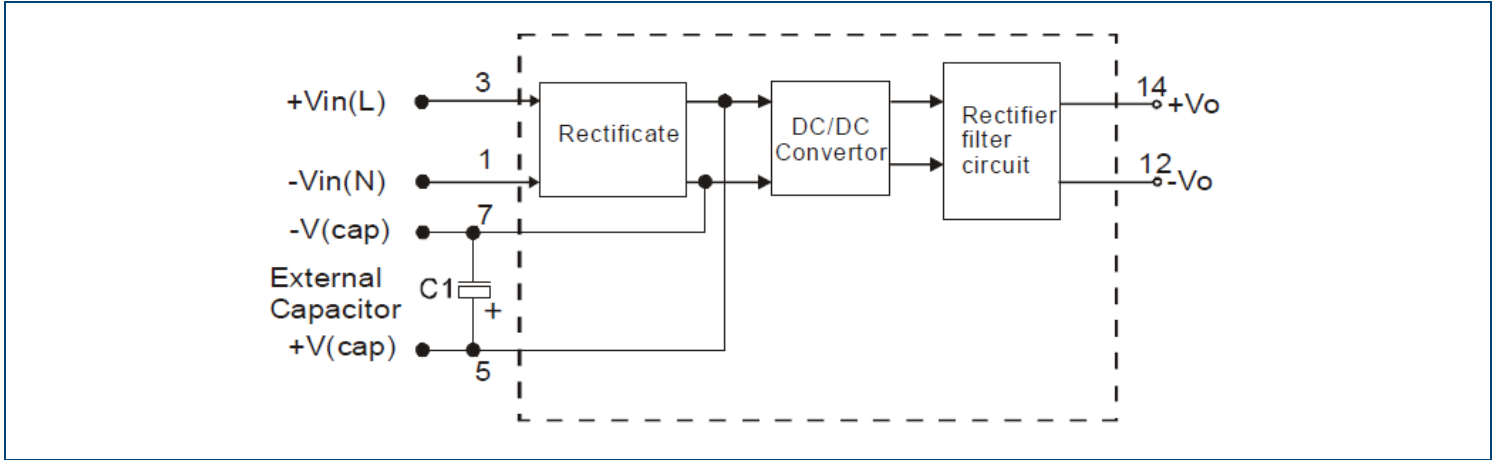 +Vin(L)
3
-Vin(N)
1
-V(cap)
7
External
Capacitor
C1
+
+V(cap)
5
Rectificate
DC/DC
Convertor
Rectifier
filter
circuit
14
+Vo
12
-Vo